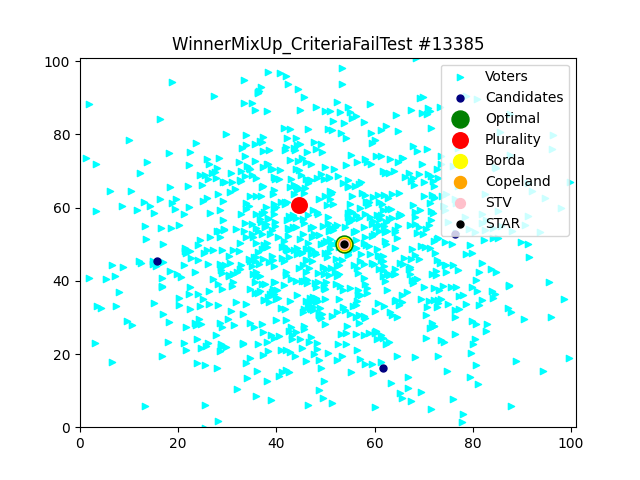 WinnerMixUp_CriteriaFailTest #13385
100
80
60
40
20
0
0
20
40
60
80
100
Voters
Candidates
Optimal
Plurality
Borda
Copeland
STV
STAR